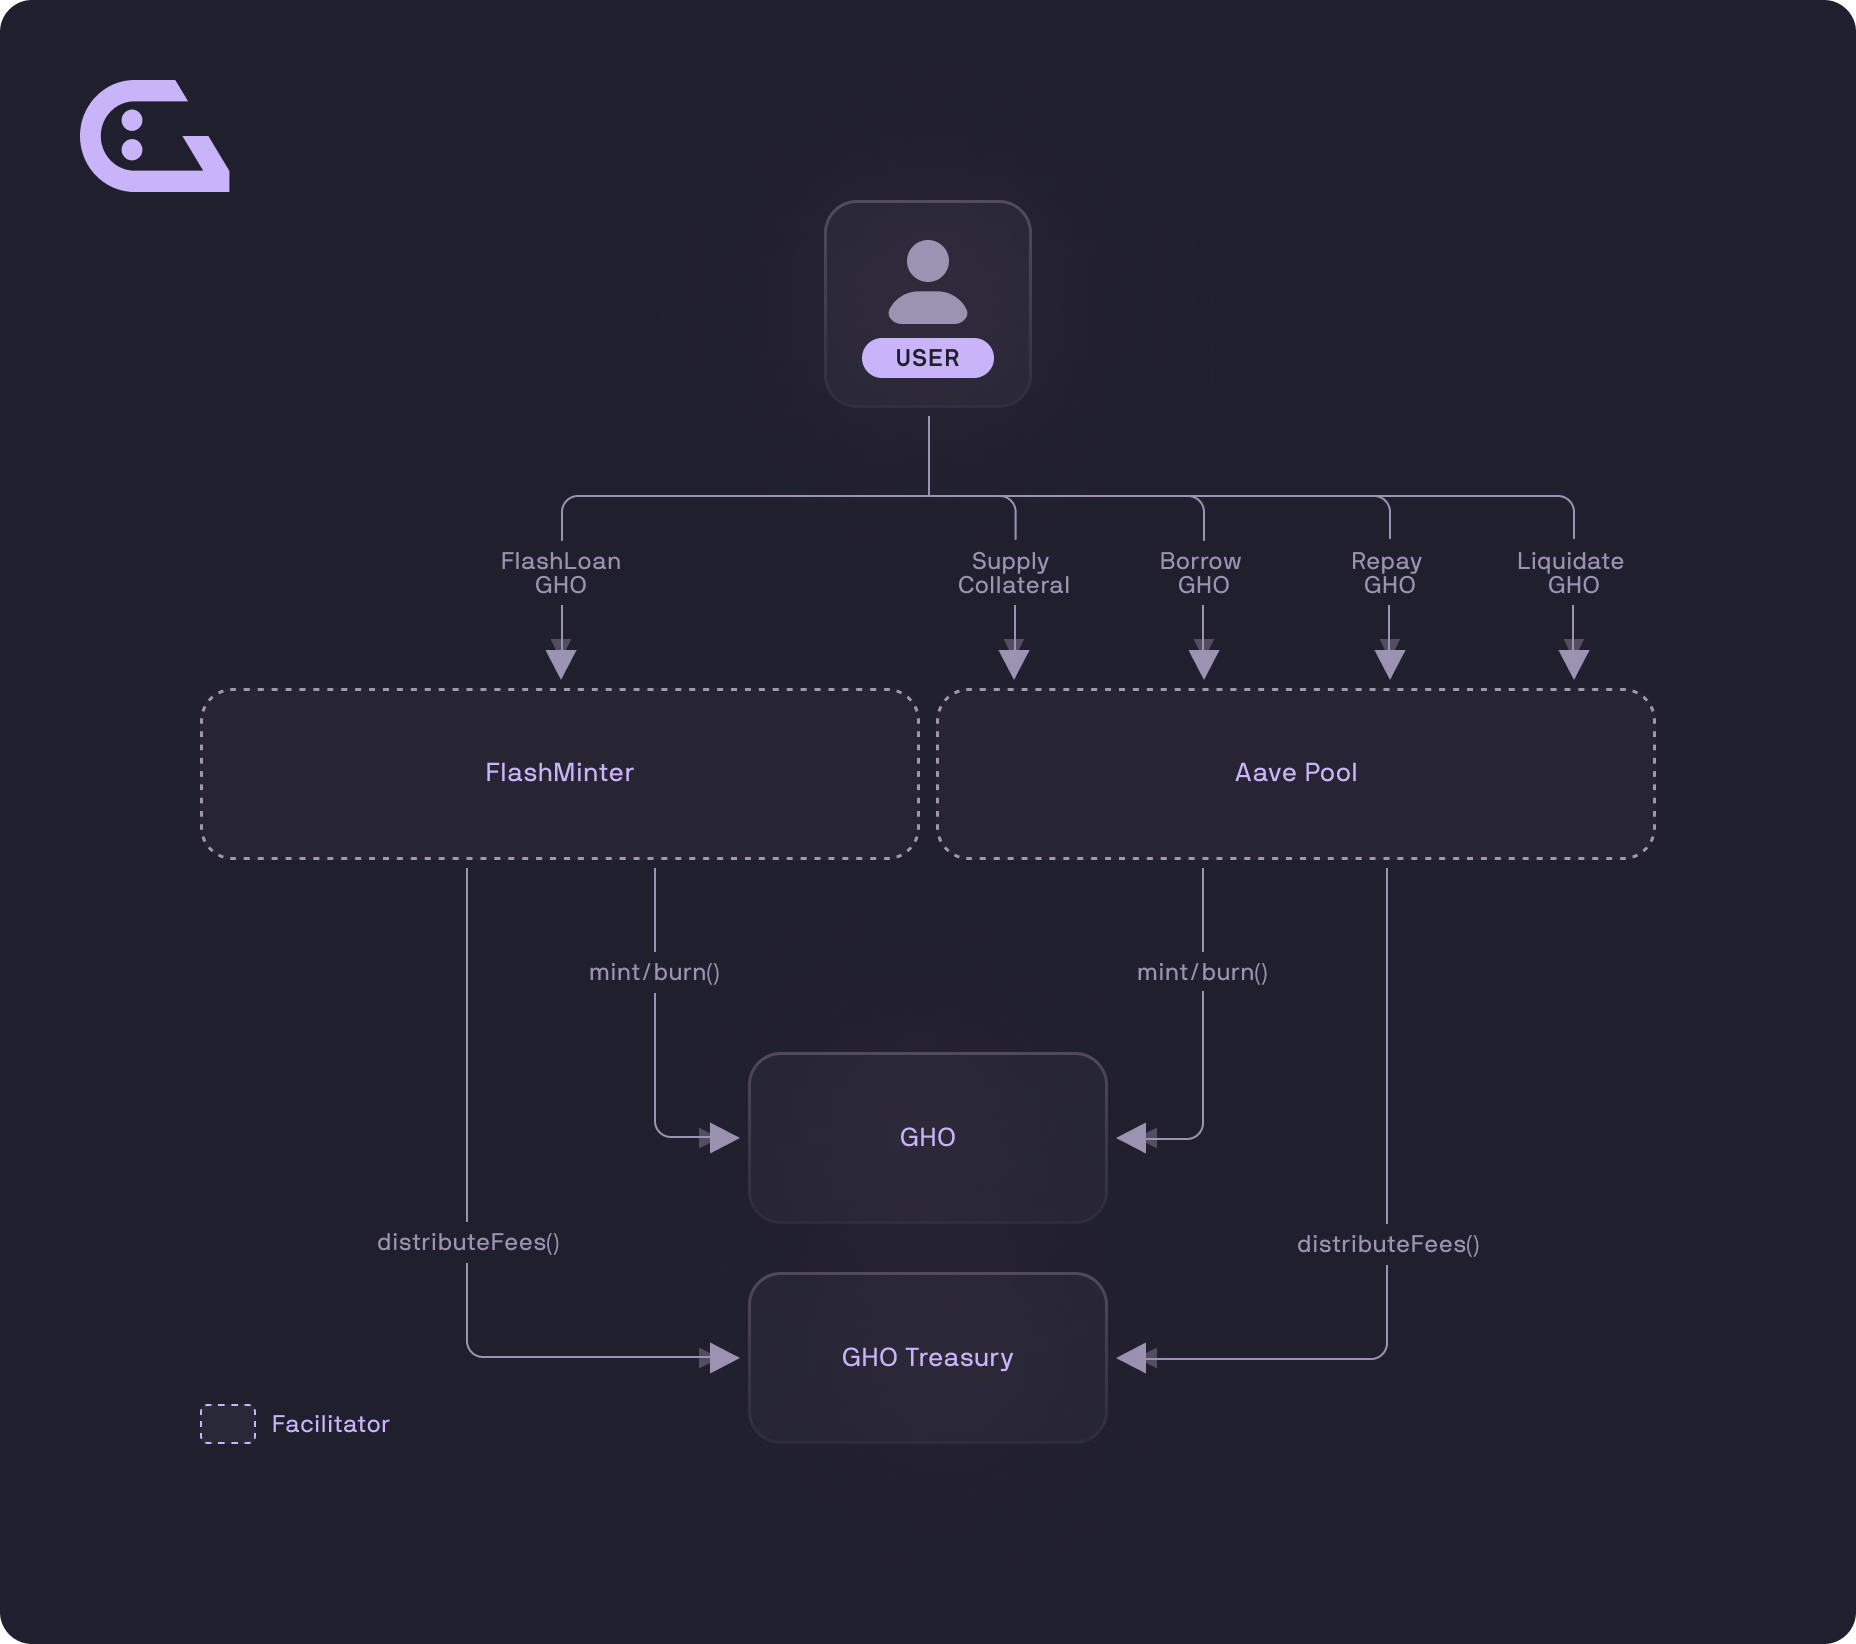 USER
FlashLoan
GHO
Supply
Collateral
Borrow
GHO
Repay
GHO
Liquidate
GHO
FlashMinter
Aave Pool
mint/burn()
mint/burn()
GHO
distributeFees()
distributeFees()
GHO Treasury
Facilitator